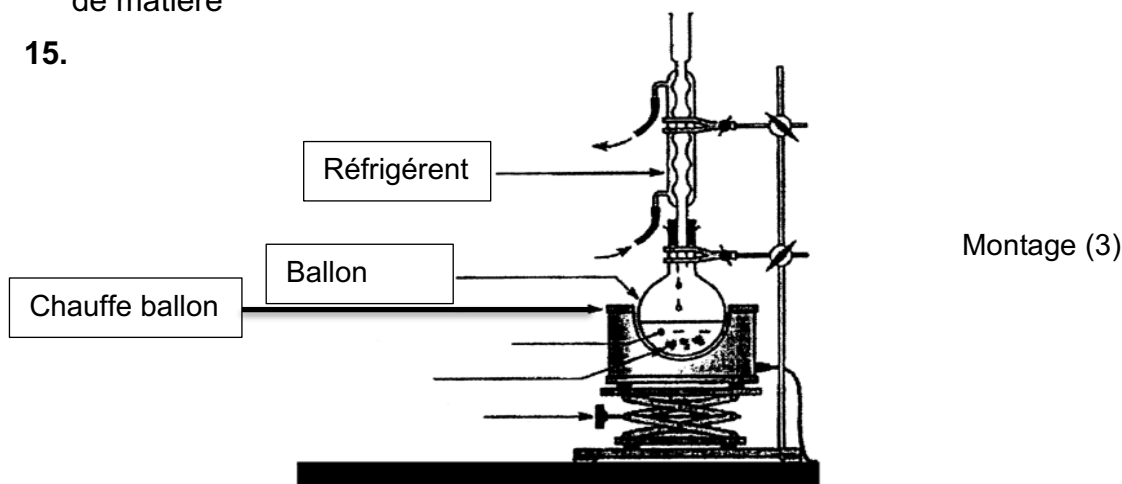 de matière
15.
Réfrigérent
Montage (3)
Ballon
Chauffe ballon